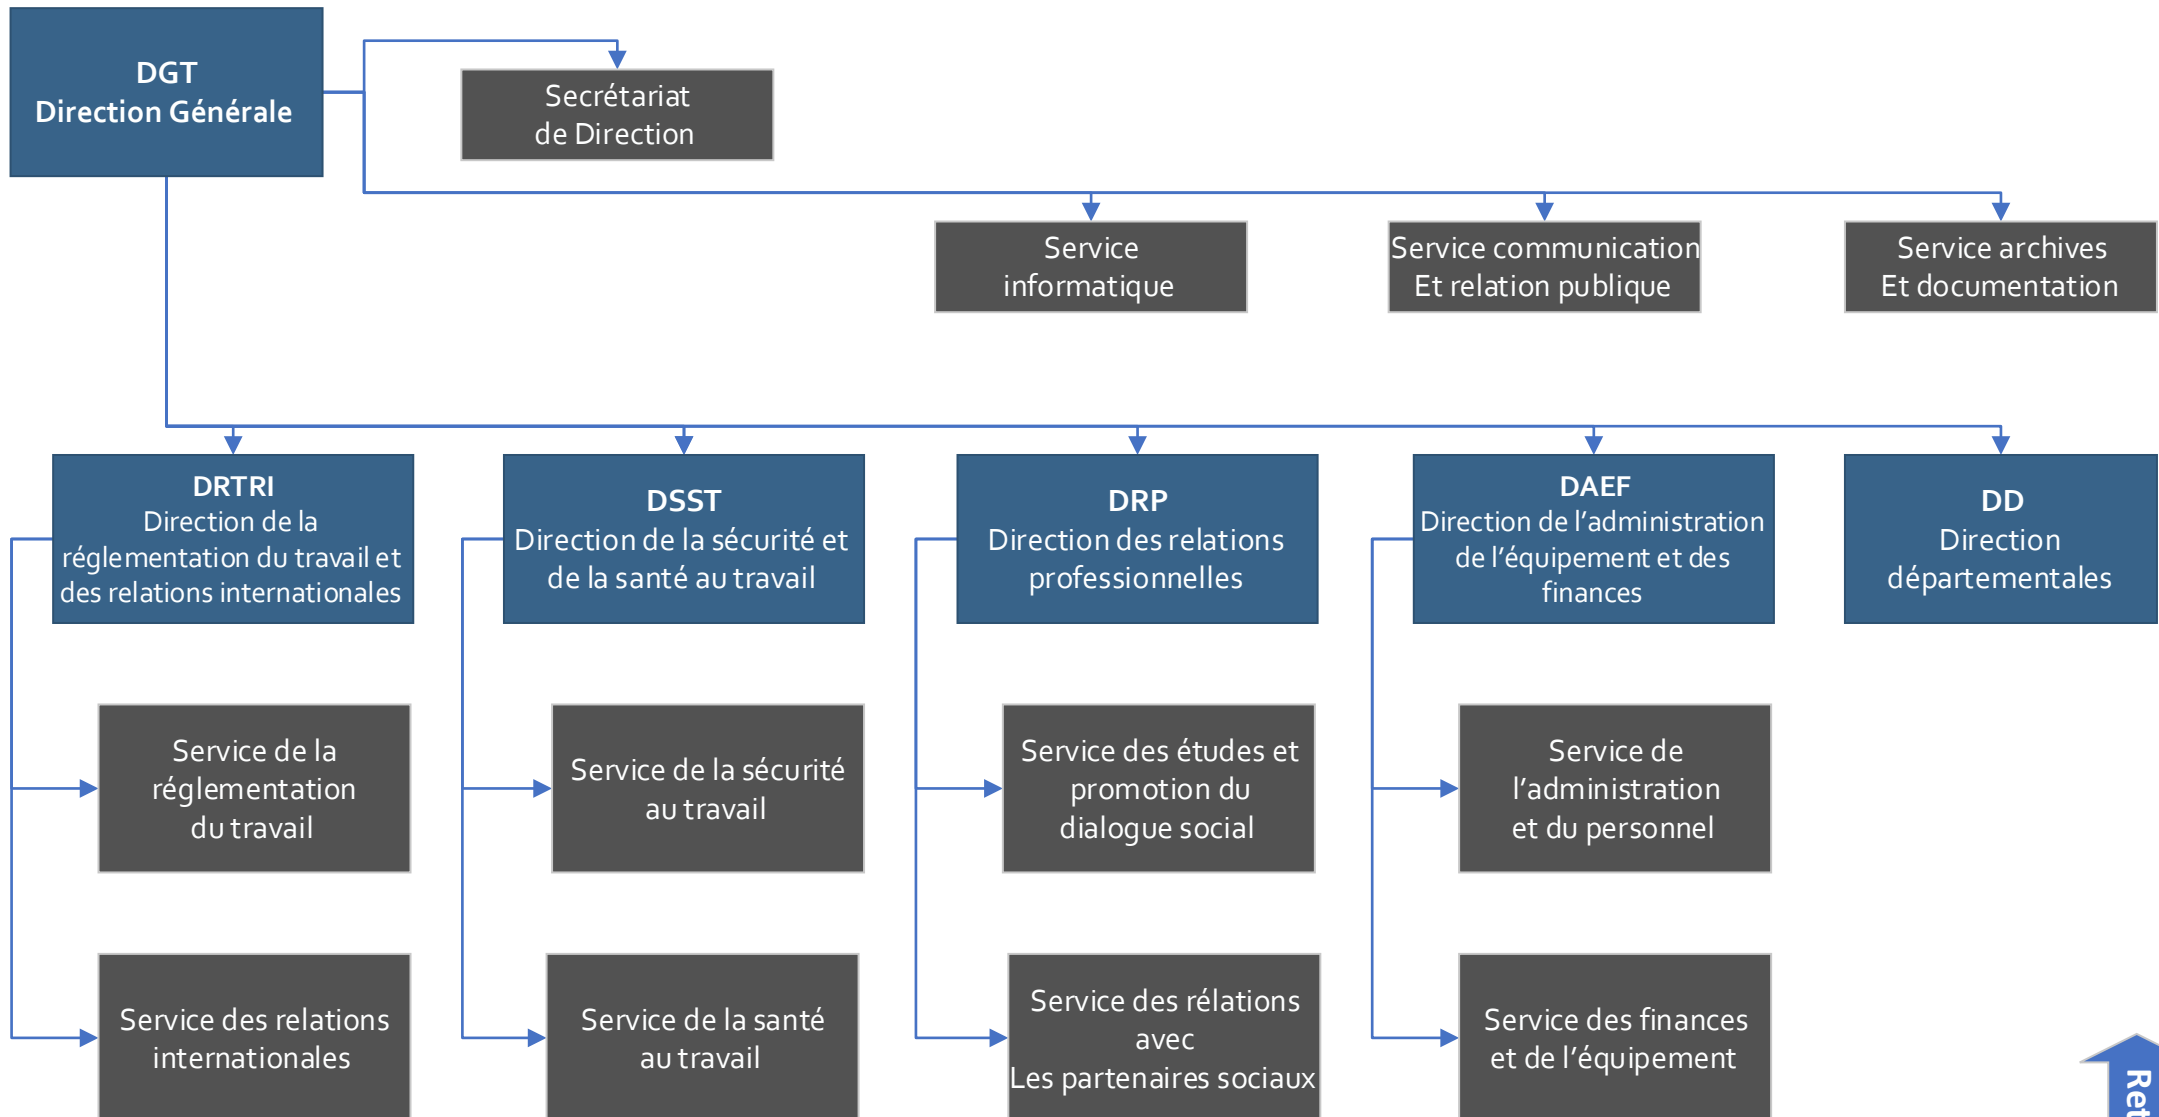 DGT
Direction Générale
Secrétariat
de Direction
Service
informatique
Service communication
Et relation publique
Service archives
Et documentation
DRTRI
Direction de la
réglementation du travail et
des relations internationales
DSST
Direction de la sécurité et
de la santé au travail
DRP
Direction des relations
professionnelles
DAEF
Direction de l'administration
de l'équipement et des
finances
DD
Direction
départementales
Service de la
réglementation
du travail
Service de la sécurité
au travail
Service des études et
promotion du
dialogue social
Service de
l'administration
et du personnel
Service des relations
internationales
Service de la santé
au travail
Service des rélations
avec
Les partenaires sociaux
Service des finances
et de l'équipement